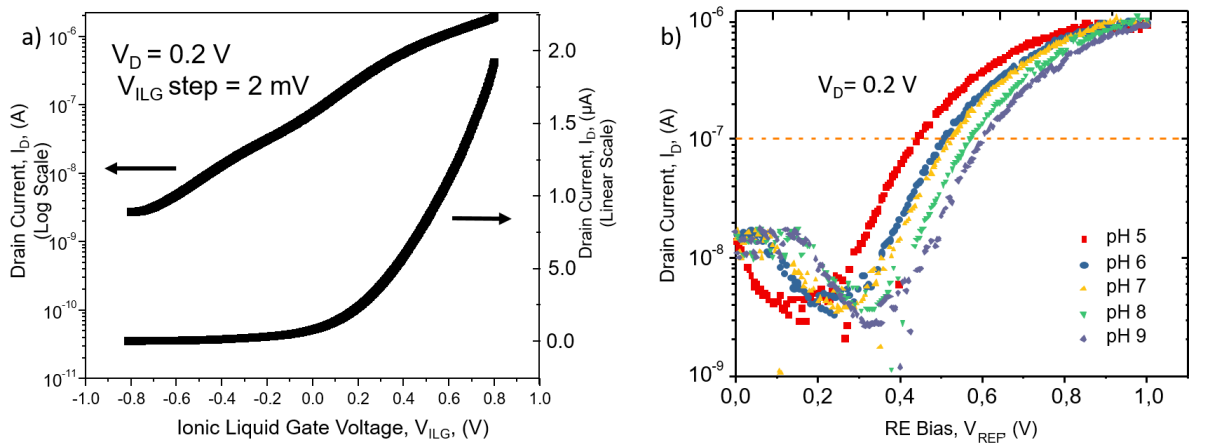 a)
V_D = 0.2 V
V_ILG step = 2 mV
Drain Current, I_D, (A)
(Log Scale)
10⁻⁶
10⁻⁷
10⁻⁸
10⁻⁹
10⁻¹⁰
10⁻¹¹
-1.0 -0.8 -0.6 -0.4 -0.2 0.0 0.2 0.4 0.6 0.8 1.0
Ionic Liquid Gate Voltage, V_ILG, (V)
2.0
1.5
1.0
5.0
0.0
Drain Current, I_D, (µA)
(Linear Scale)
b)
V_D= 0.2 V
Drain Current, I_D, (A)
10⁻⁶
10⁻⁷
10⁻⁸
10⁻⁹
0,0 0,2 0,4 0,6 0,8 1,0
RE Bias, V_REF, (V)
pH 5
pH 6
pH 7
pH 8
pH 9